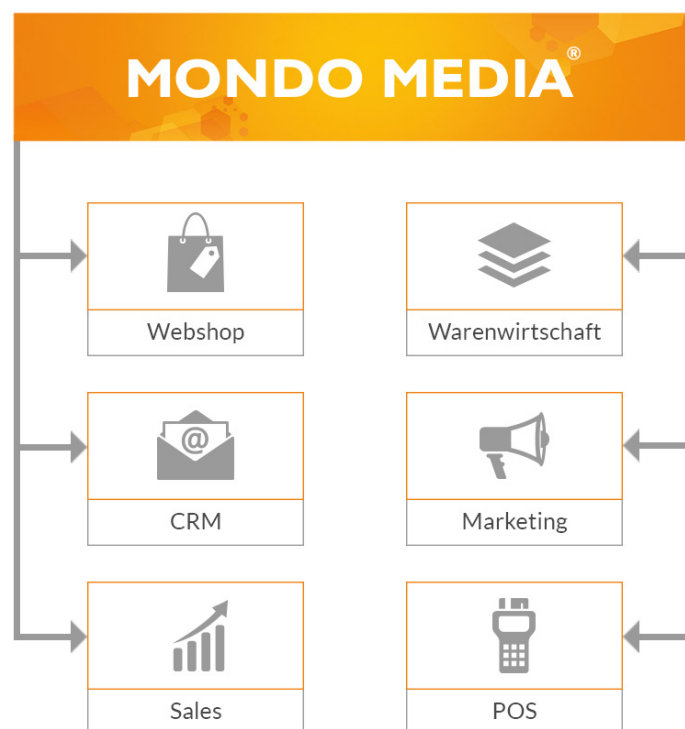 MONDO MEDIA®
Webshop
Warenwirtschaft
@
CRM
Marketing
Sales
POS